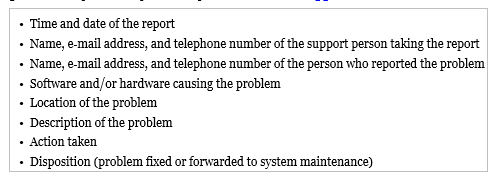 • Time and date of the report
• Name, e-mail address, and telephone number of the support person taking the report
• Name, e-mail address, and telephone number of the person who reported the problem
• Software and/or hardware causing the problem
• Location of the problem
• Description of the problem
• Action taken
• Disposition (problem fixed or forwarded to system maintenance)